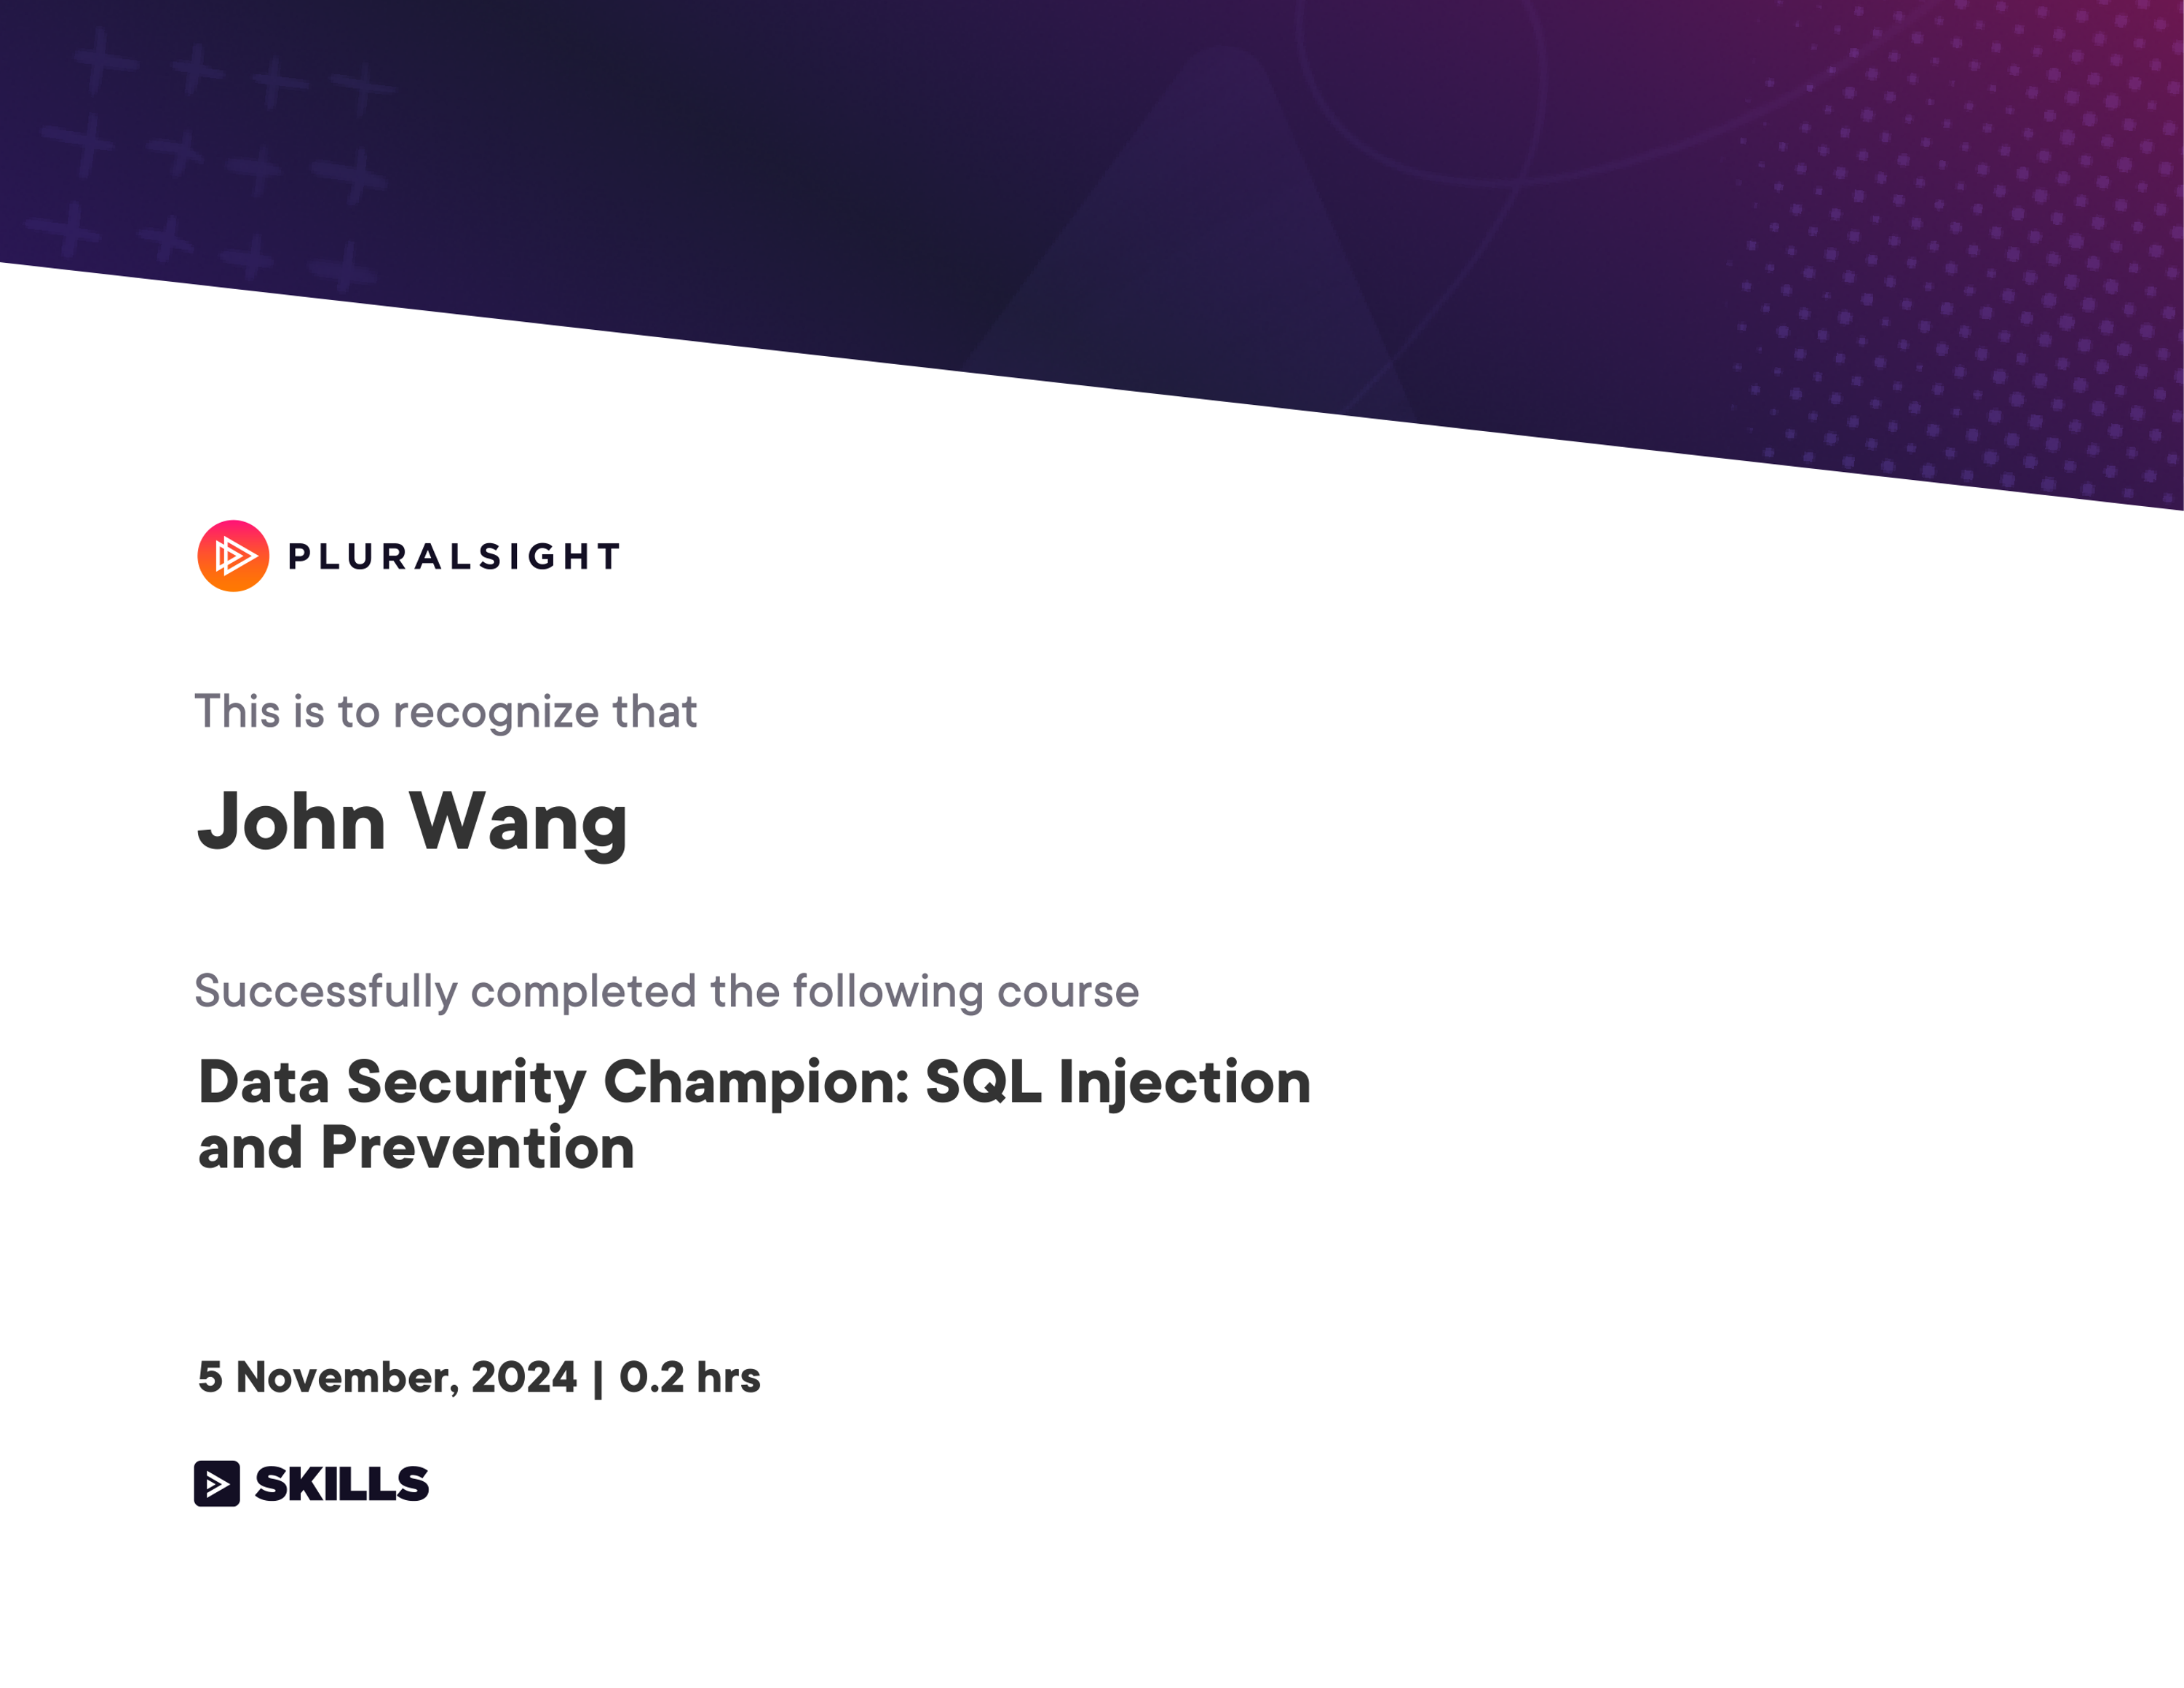 PLURALSIGHT
This is to recognize that
John Wang
Successfully completed the following course
Data Security Champion: SQL Injection
and Prevention
5 November, 2024 | 0.2 hrs
SKILLS